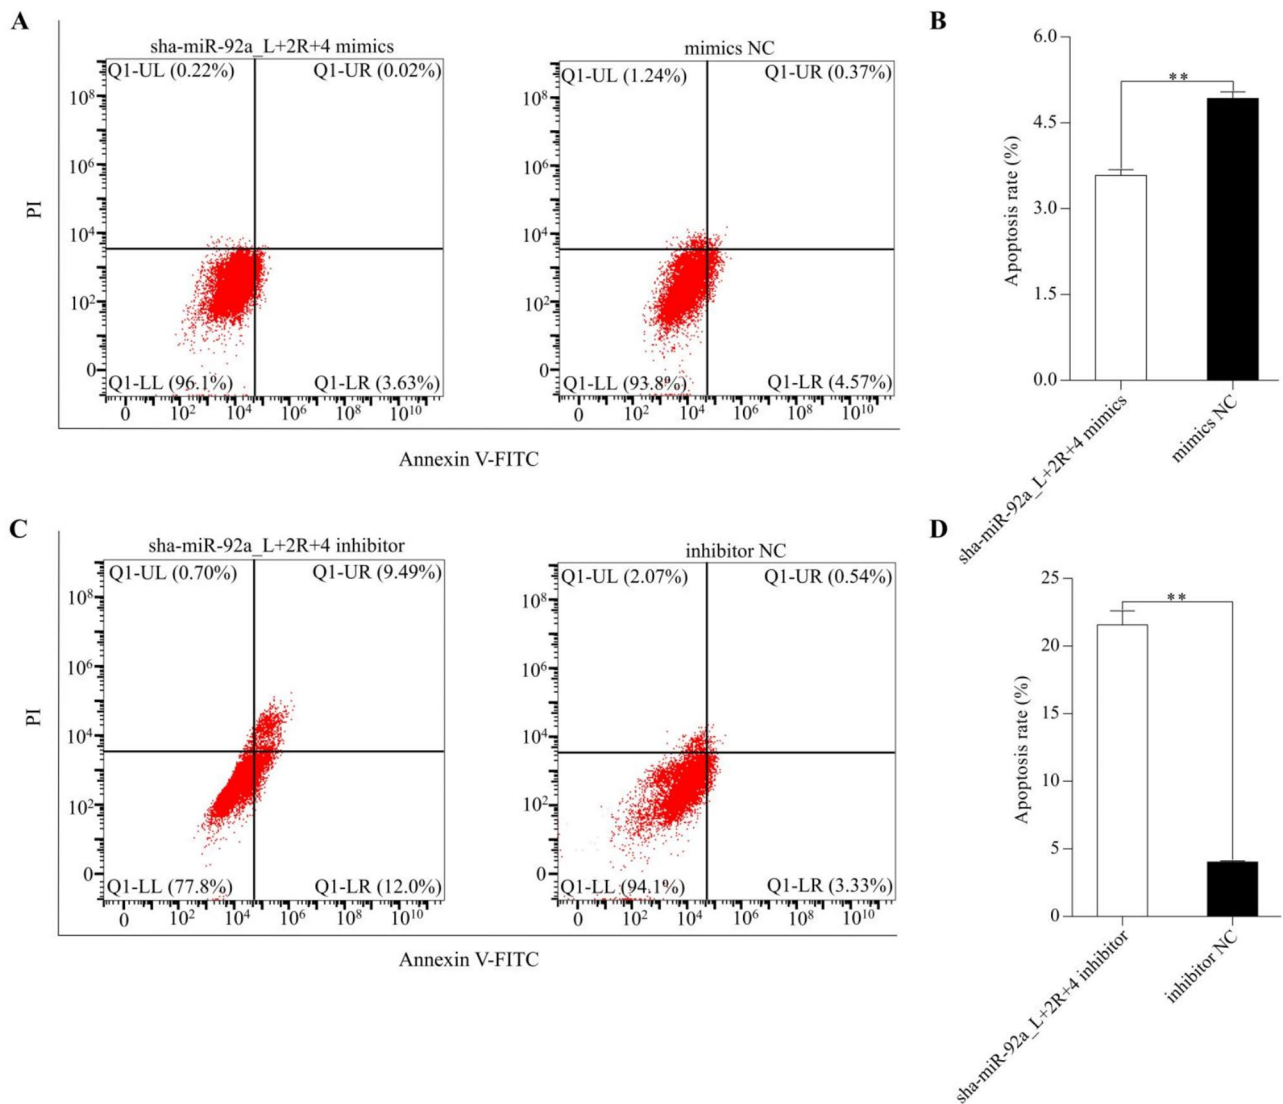 A
sha-miR-92a_L+2R+4 mimics
Q1-UL (0.22%)
Q1-UR (0.02%)
10^8
10^6
10^4
10^2
0
Q1-LL (96.1%)
Q1-LR (3.63%)
0 10^2 10^4 10^6 10^8 10^10
PI
mimics NC
Q1-UL (1.24%)
Q1-UR (0.37%)
10^8
10^6
10^4
10^2
0
Q1-LL (93.8%)
Q1-LR (4.57%)
0 10^2 10^4 10^6 10^8 10^10
Annexin V-FITC
B
6.0
4.5
3.0
1.5
0.0
Apoptosis rate (%)
**
sha-miR-92a_L+2R+4 mimics
mimics NC
C
sha-miR-92a_L+2R+4 inhibitor
Q1-UL (0.70%)
Q1-UR (9.49%)
10^8
10^6
10^4
10^2
0
Q1-LL (77.8%)
Q1-LR (12.0%)
0 10^2 10^4 10^6 10^8 10^10
PI
inhibitor NC
Q1-UL (2.07%)
Q1-UR (0.54%)
10^8
10^6
10^4
10^2
0
Q1-LL (94.1%)
Q1-LR (3.33%)
0 10^2 10^4 10^6 10^8 10^10
Annexin V-FITC
D
25
20
15
10
5
0
Apoptosis rate (%)
**
sha-miR-92a_L+2R+4 inhibitor
inhibitor NC